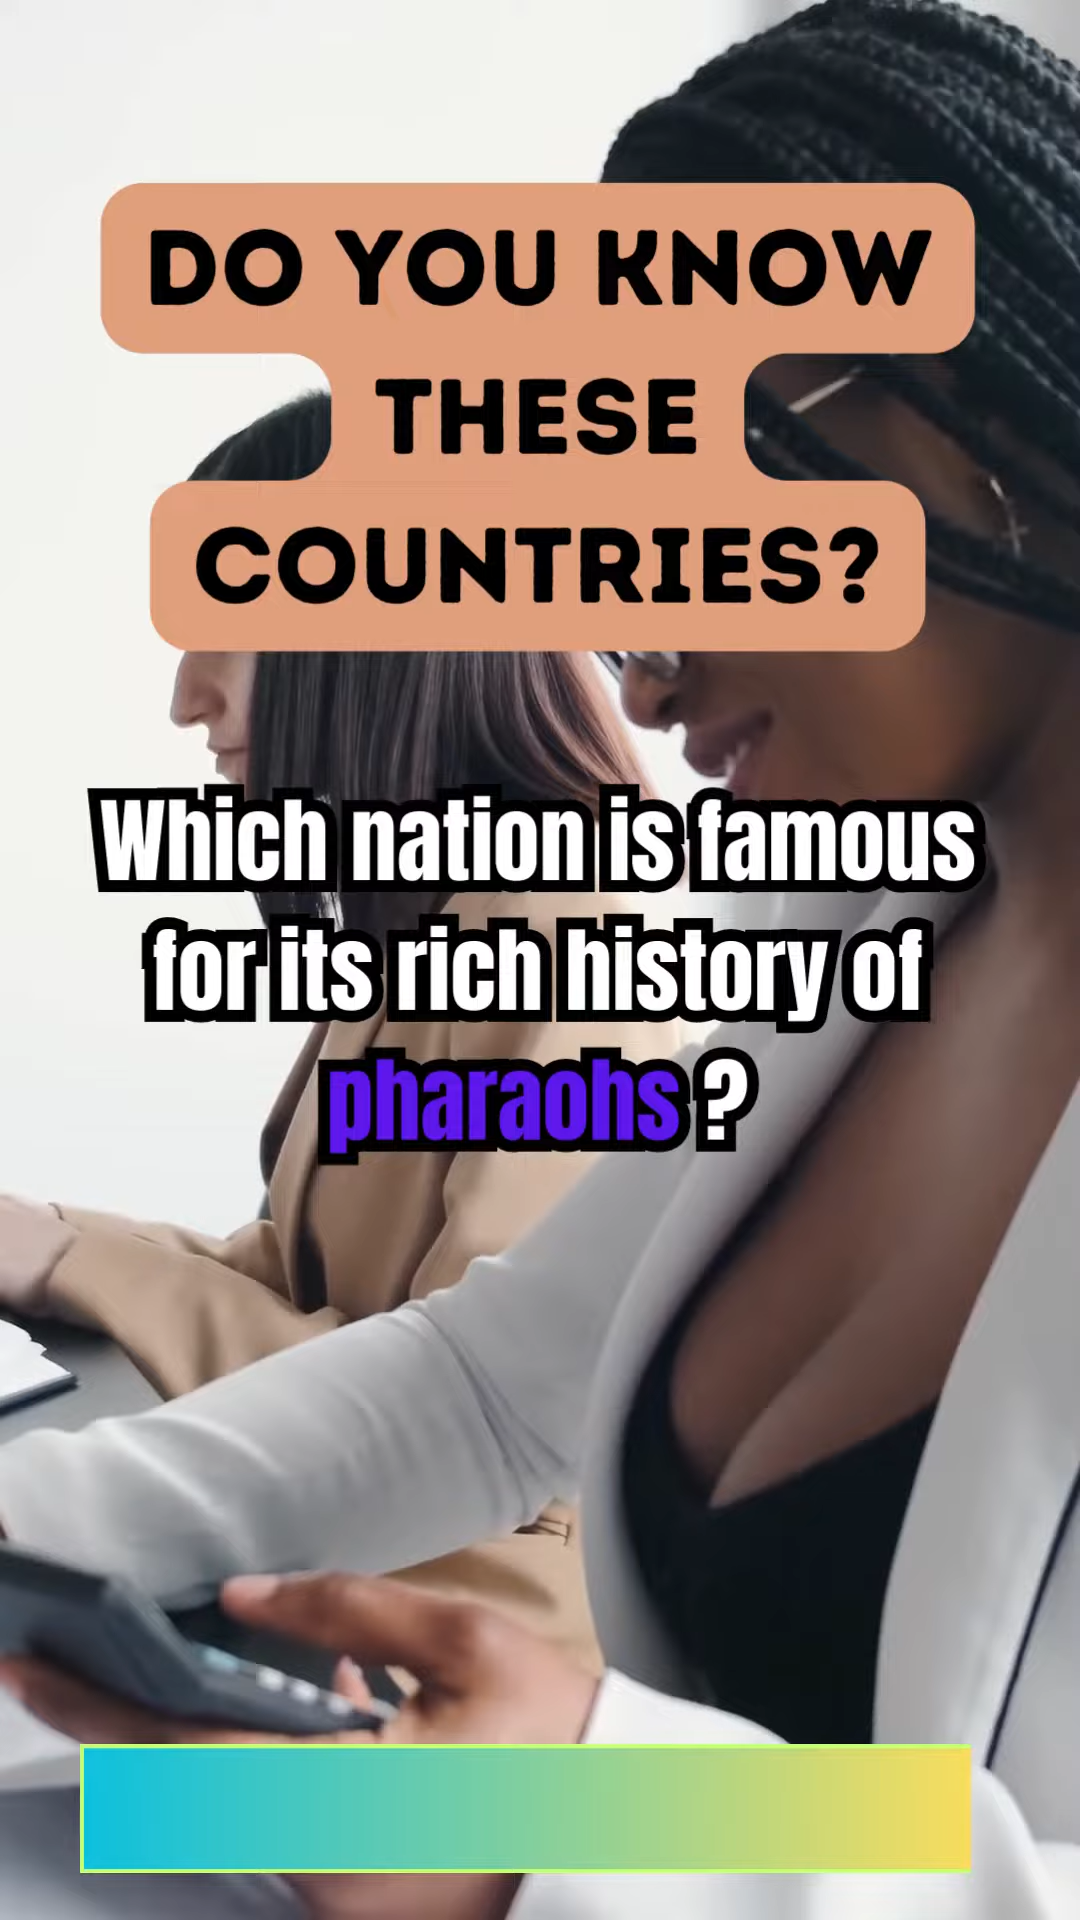 DO YOU KNOW
THESE
COUNTRIES?
Which nation is famous
for its rich history of
pharaohs ?